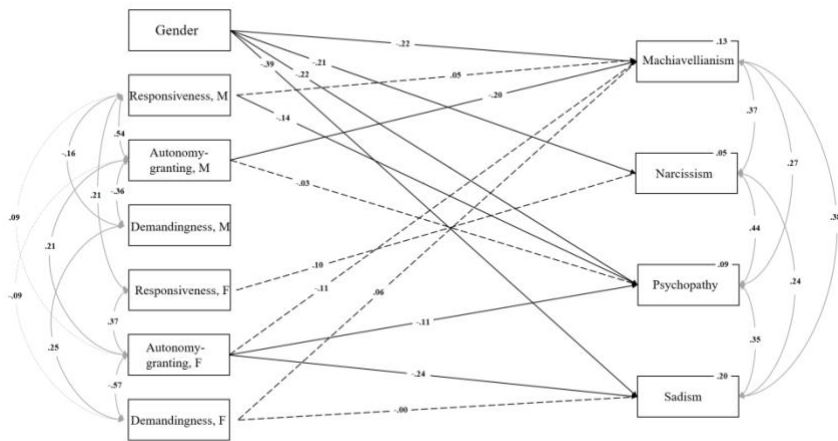 Gender
Responsiveness, M
Autonomy-
granting, M
Demandingness, M
Responsiveness, F
Autonomy-
granting, F
Demandingness, F
.54
-.16
-.36
.21
.09
.21
-.09
.37
.25
-.57
-.22
-.21
-.39
-.22
.05
-.20
-.14
-.03
.10
-.11
.06
-.11
-.24
-.00
.13
Machiavellianism
.05
Narcissism
.09
Psychopathy
.20
Sadism
.37
.27
.44
.38
.24
.35